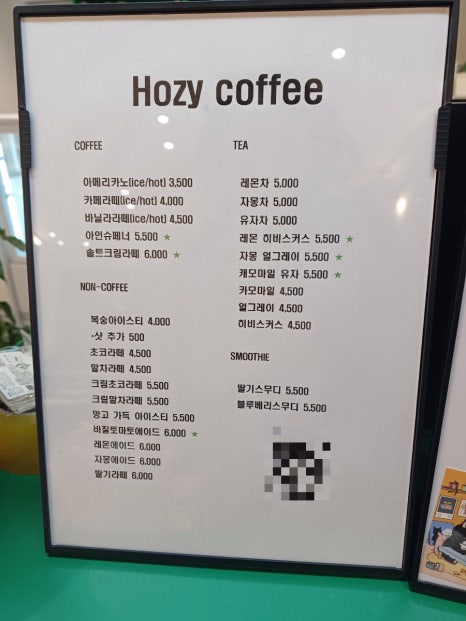 Hozy coffee
COFFEE
아메리카노(ice/hot) 3,500
카페라떼(ice/hot) 4,000
바닐라라떼(ice/hot) 4,500
아인슈페너 5,500 ★
솔트크림라떼 6,000 ★
NON-COFFEE
복숭아이스티 4,000
-샷 추가 500
초코라떼 4,500
말차라떼 4,500
크림초코라떼 5,500
크림말차라떼 5,500
망고 가득 아이스티 5,500
바질토마토에이드 6,000 ★
레몬에이드 6,000
자몽에이드 6,000
딸기라떼 6,000
TEA
레몬차 5,000
자몽차 5,000
유자차 5,000
레몬 히비스커스 5,500 ★
자몽 얼그레이 5,500 ★
캐모마일 유자 5,500 ★
카모마일 4,500
얼그레이 4,500
히비스커스 4,500
SMOOTHIE
딸기스무디 5,500
블루베리스무디 5,500